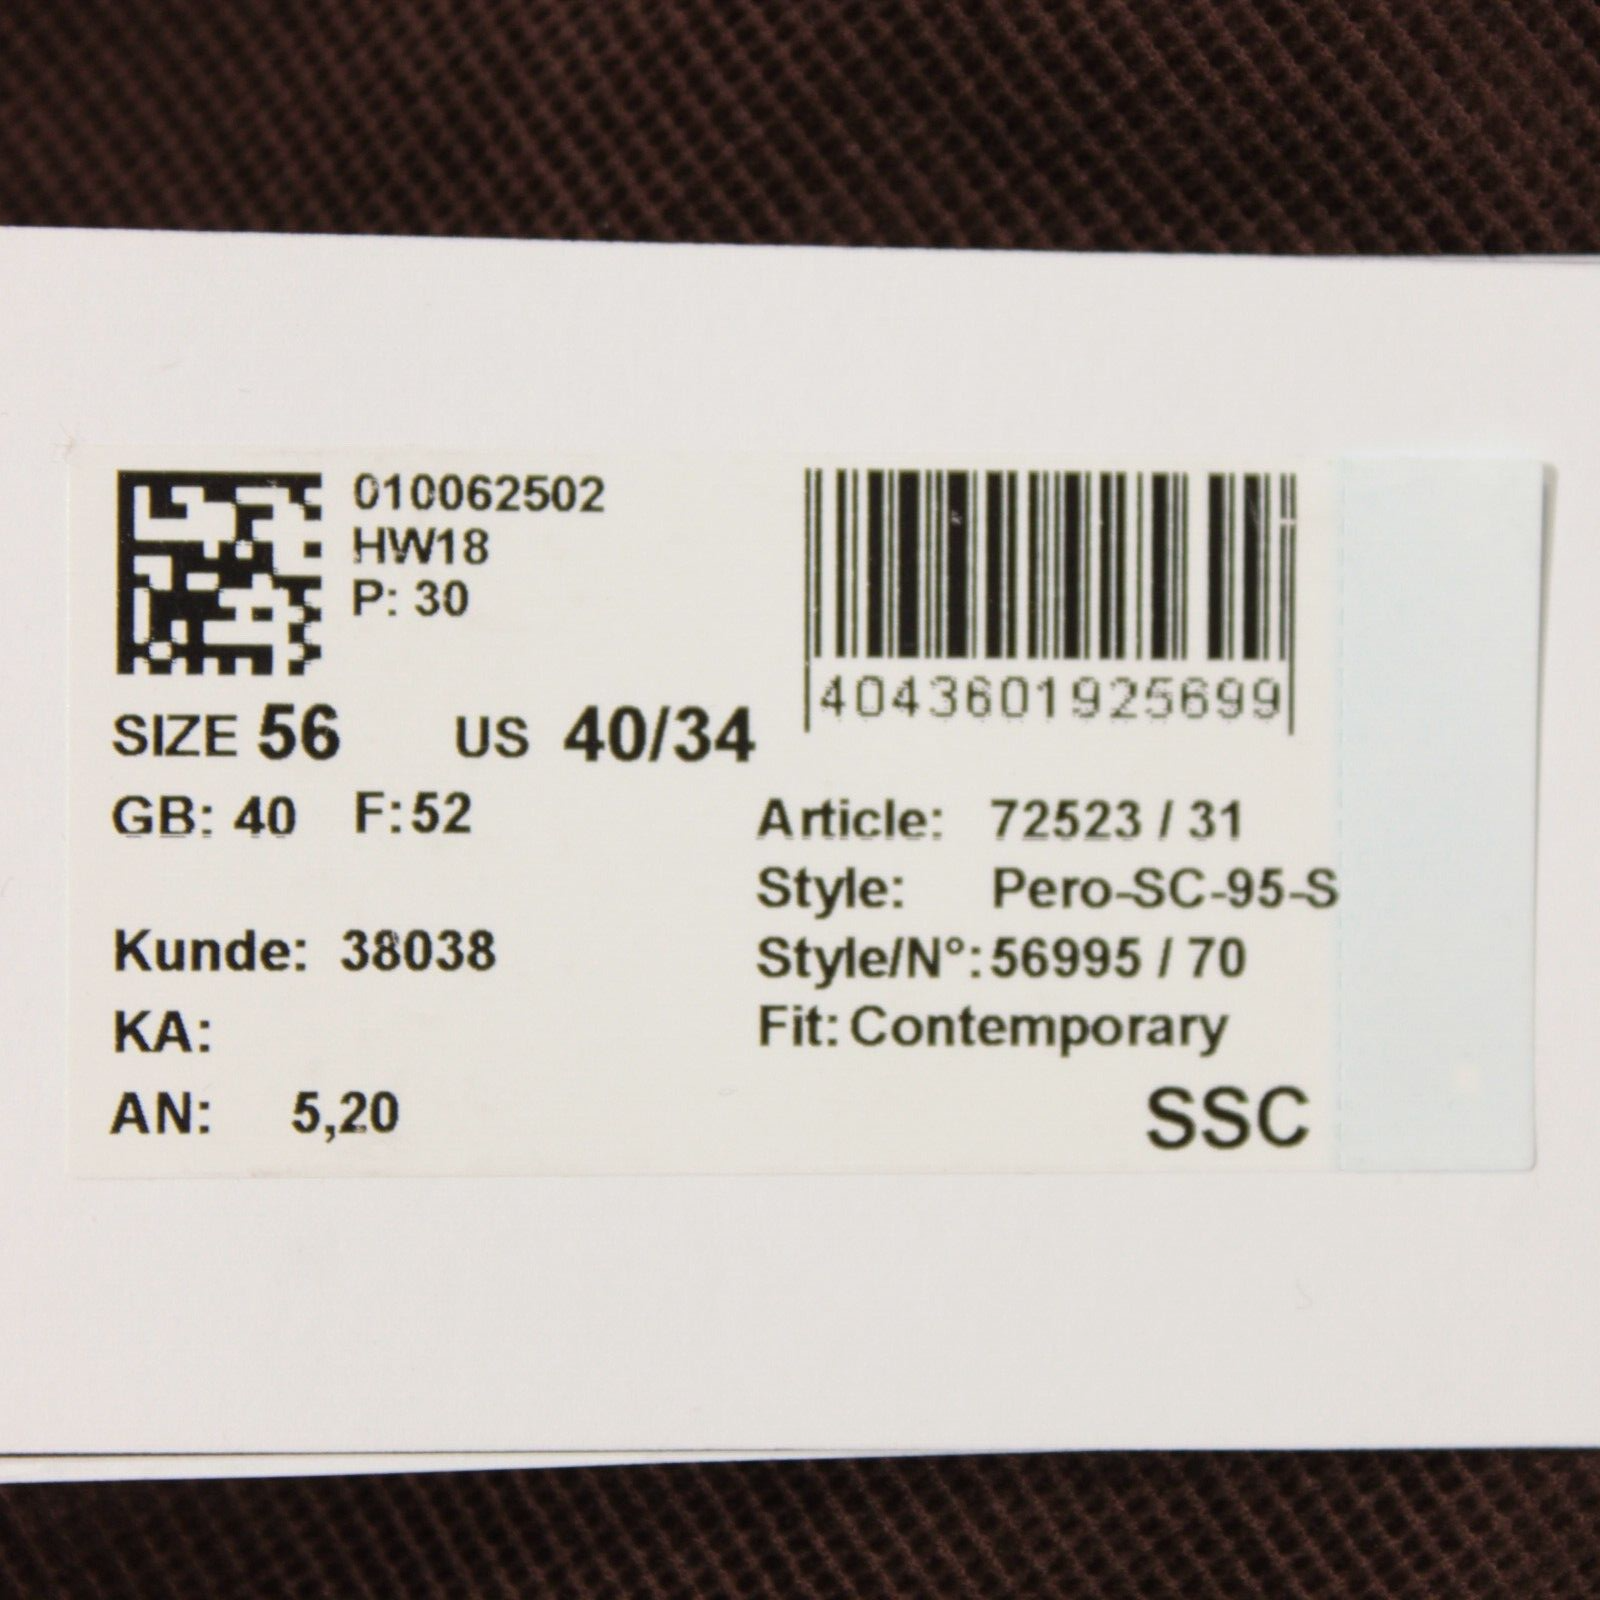 010062502
HW18
P: 30
4043601925699
SIZE 56 US 40/34
GB: 40 F:52
Article: 72523 / 31
Style: Pero-SC-95-S
Kunde: 38038
Style/N°:56995 / 70
KA:
Fit: Contemporary
AN: 5,20
SSC